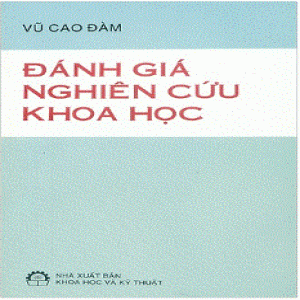 VŨ CAO ĐÀM
ĐÁNH GIÁ
NGHIÊN CỨU
KHOA HỌC
NHÀ XUẤT BẢN
KHOA HỌC VÀ KỸ THUẬT